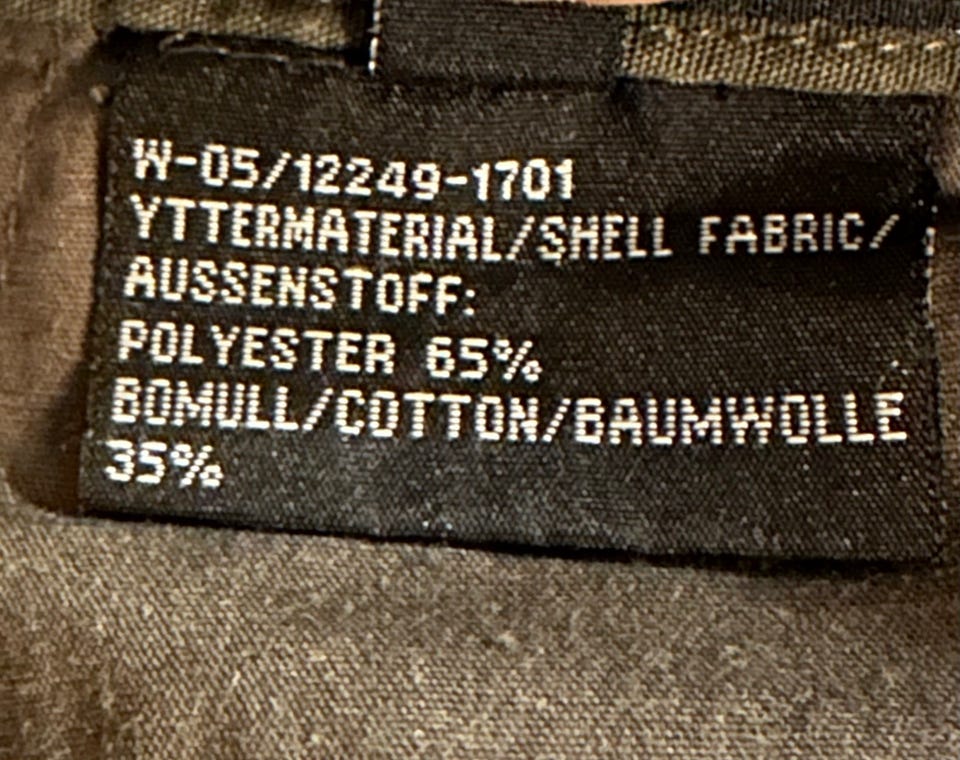 W-05/12249-1701
YTTERMATERIAL/SHELL FABRIC/
AUSSENSTOFF:
POLYESTER 65%
BOMULL/COTTON/BAUMWOLLE
35%